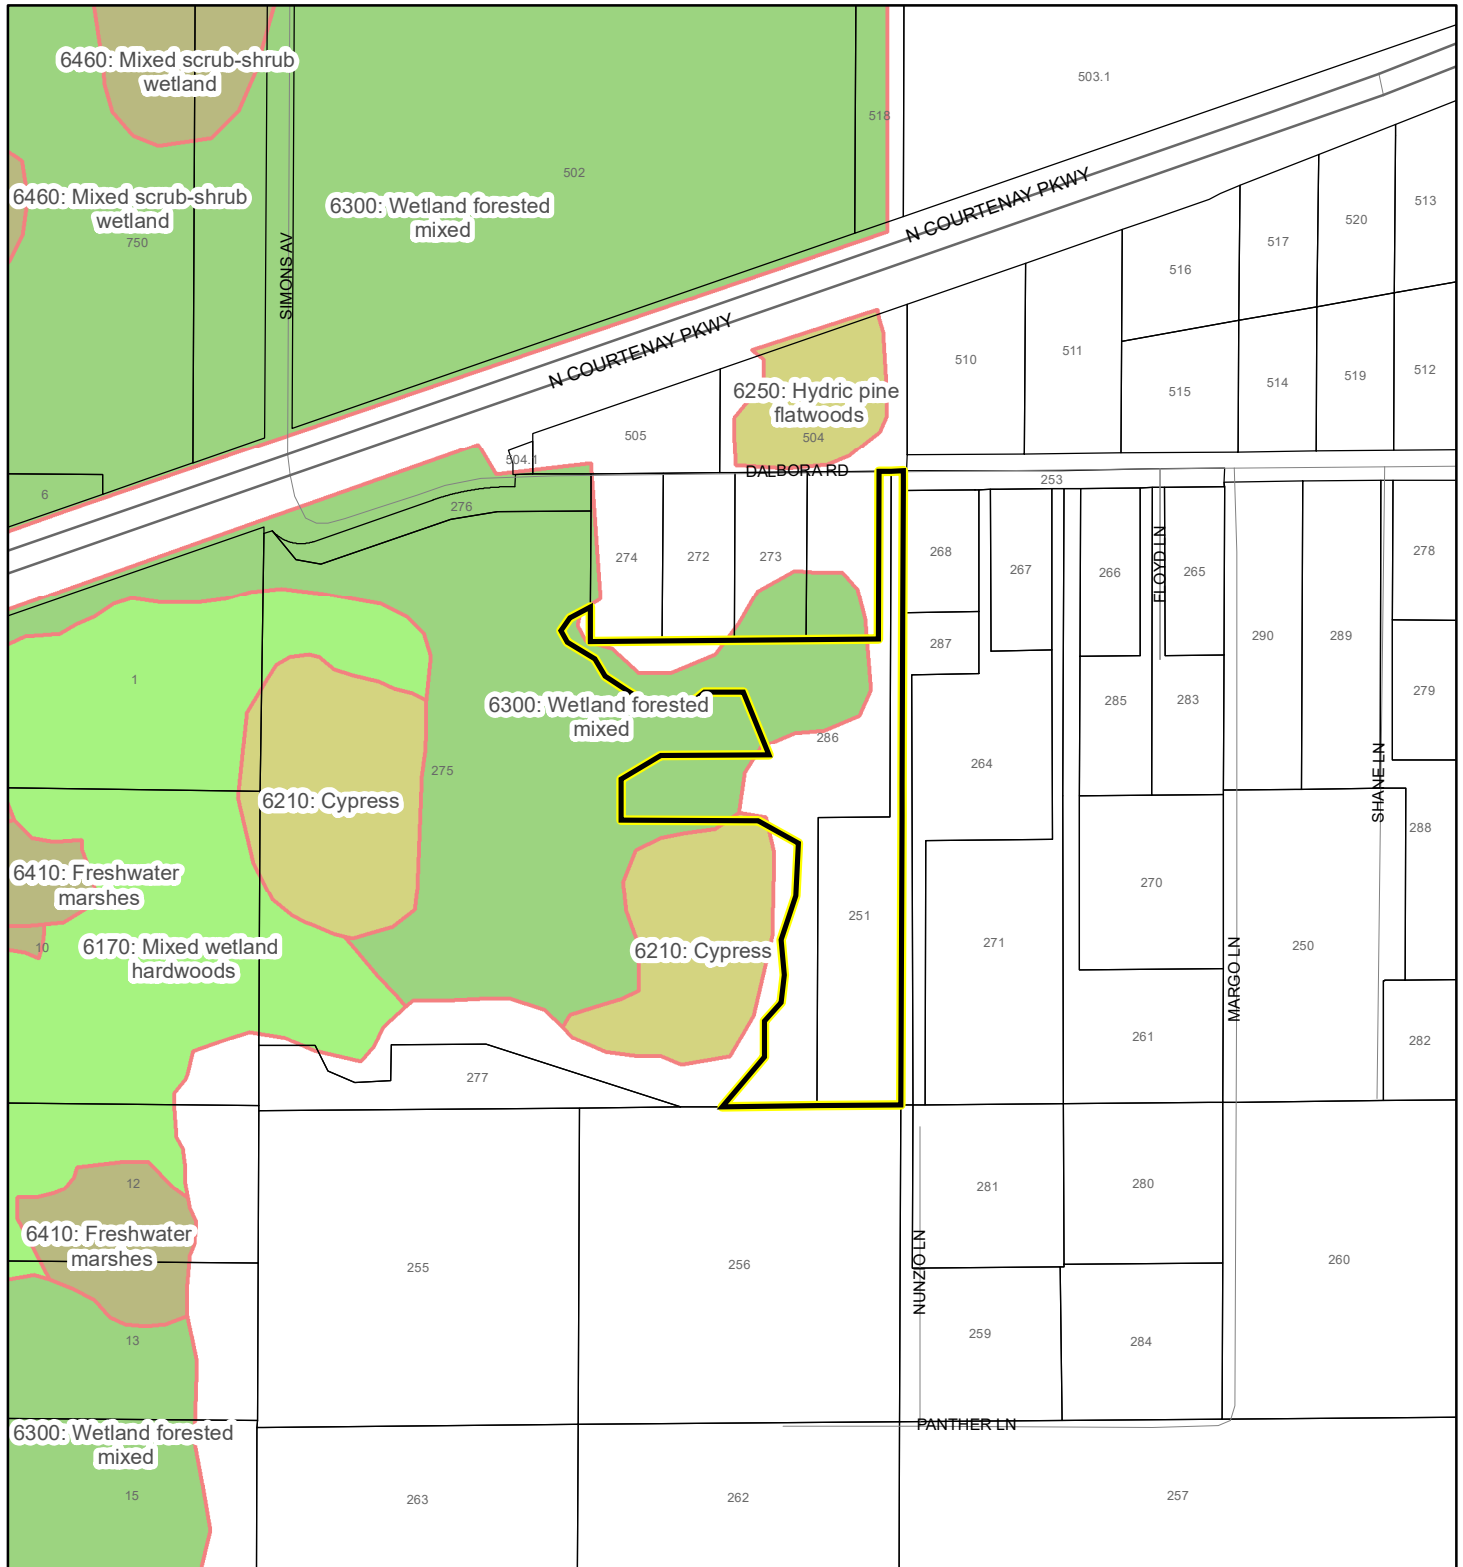 6460: Mixed scrub-shrub
wetland
503.1
518
502
6460: Mixed scrub-shrub
wetland
750
6300: Wetland forested
mixed
SIMONS AV
N COURTENAY PKWY
513
520
517
516
N COURTENAY PKWY
510
511
512
519
514
515
6250: Hydric pine
flatwoods
504
505
504.1
DALBORA RD
253
6
276
274
272
273
268
267
266
FLOYD LN
265
278
287
290
289
279
1
285
283
6300: Wetland forested
mixed
286
275
264
SHANE LN
6210: Cypress
288
6410: Freshwater
marshes
270
251
10
6170: Mixed wetland
hardwoods
6210: Cypress
271
MARGO LN
250
261
282
277
12
281
280
6410: Freshwater
marshes
255
256
NUNZIO LN
260
13
259
284
PANTHER LN
6300: Wetland forested
mixed
15
263
262
257